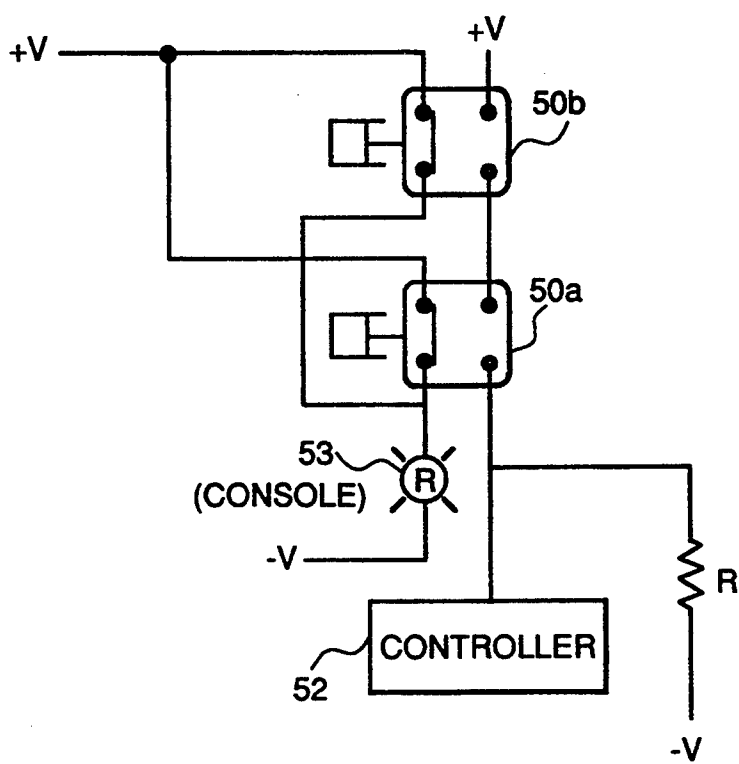 +V
+V
50b
50a
53
R
(CONSOLE)
-V
R
CONTROLLER
52
-V